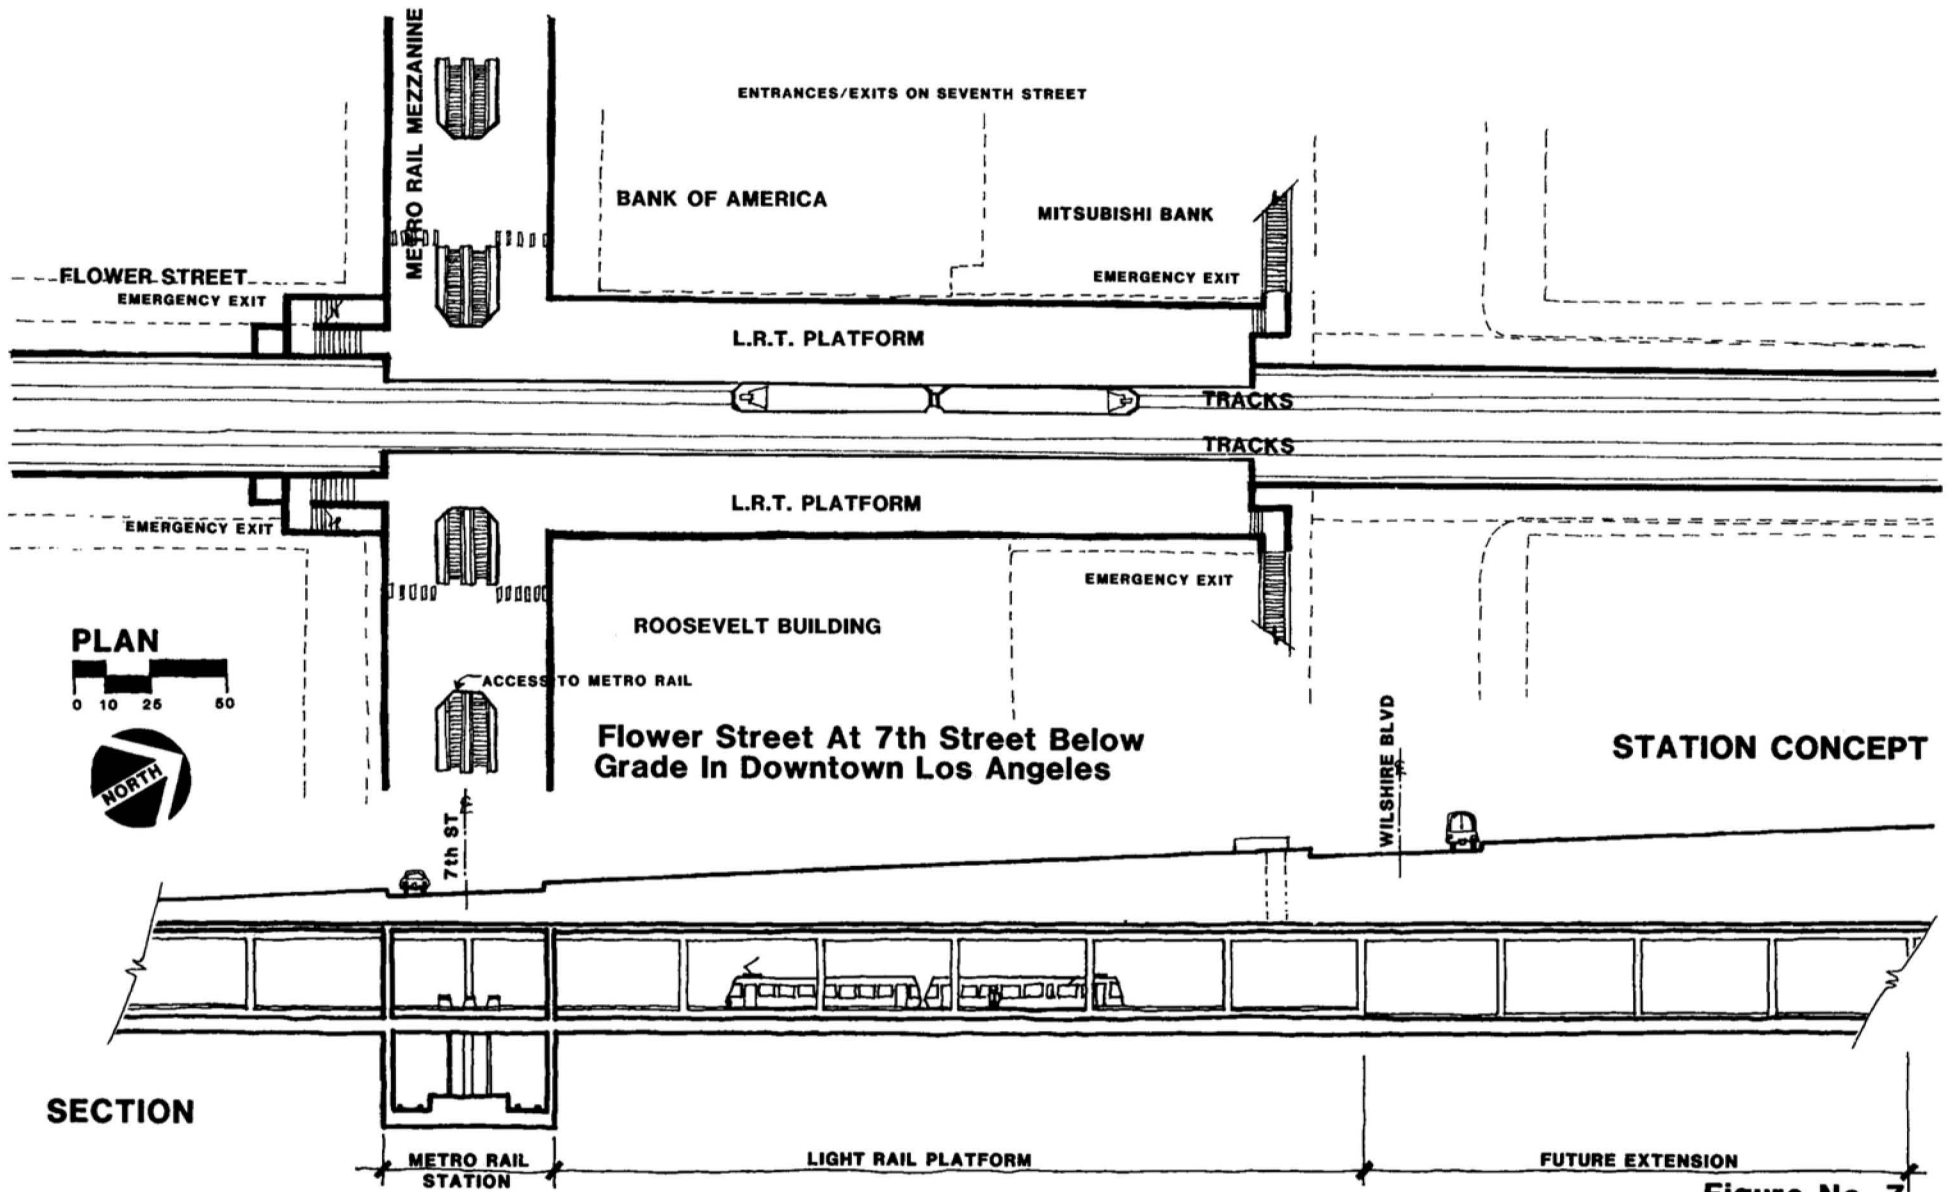 METRO RAIL MEZZANINE
ENTRANCES/EXITS ON SEVENTH STREET
BANK OF AMERICA
MITSUBISHI BANK
FLOWER STREET
EMERGENCY EXIT
EMERGENCY EXIT
L.R.T. PLATFORM
TRACKS
TRACKS
L.R.T. PLATFORM
EMERGENCY EXIT
EMERGENCY EXIT
ROOSEVELT BUILDING
PLAN
0 10 25 50
ACCESS TO METRO RAIL
NORTH
Flower Street At 7th Street Below
Grade In Downtown Los Angeles
STATION CONCEPT
7th ST
WILSHIRE BLVD
SECTION
METRO RAIL
STATION
LIGHT RAIL PLATFORM
FUTURE EXTENSION
Figure No. 7